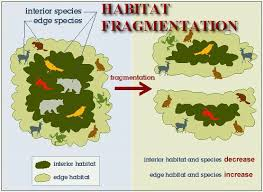 HABITAT
FRAGMENTATION
interior species
edge species
fragmentation
interior habitat
edge habitat
interior habitat and species decrease
edge habitat and species increase